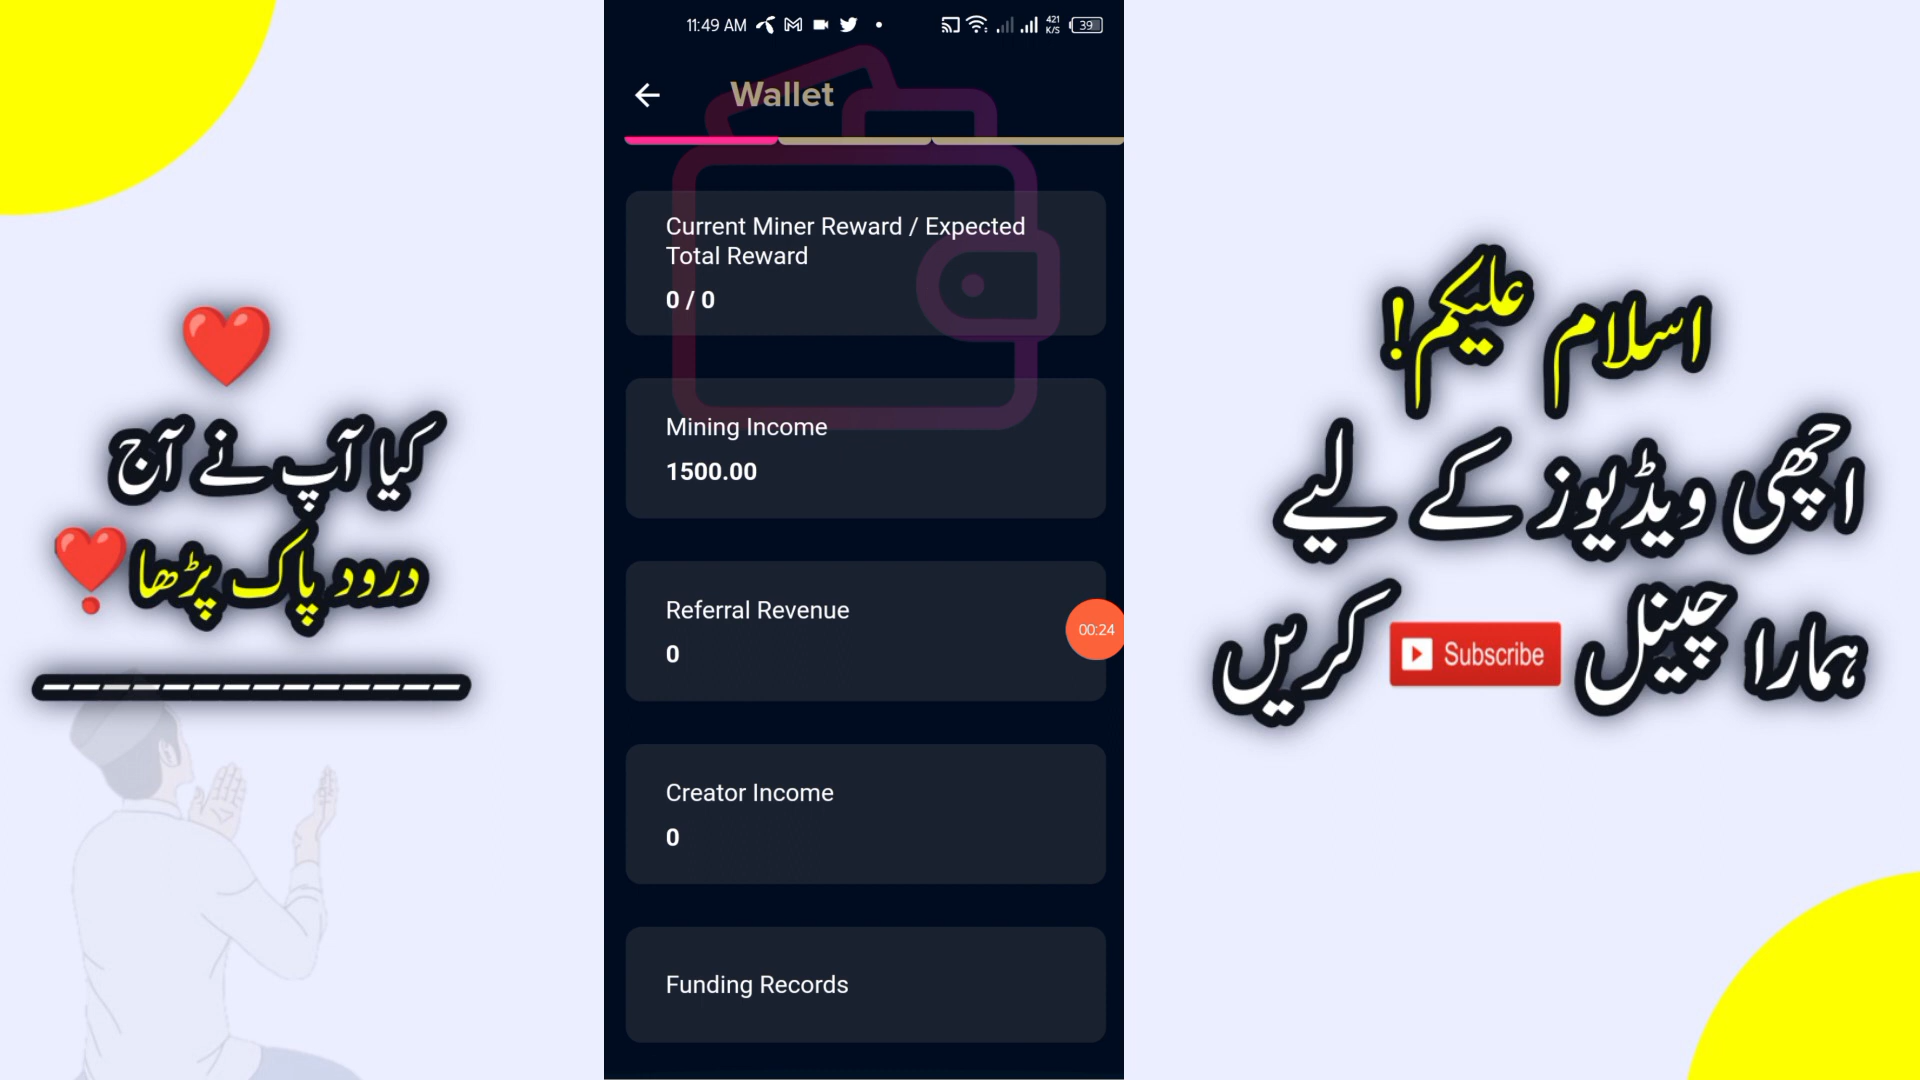 کیا آپ نے آج
درود پاک پڑھا
11:49 AM
421 K/S
39
Wallet
Current Miner Reward / Expected
Total Reward
0 / 0
Mining Income
1500.00
Referral Revenue
0
00:24
Creator Income
0
Funding Records
اسلام علیکم!
اچھی ویڈیوز کے لیے
ہمارا چینل Subscribe کریں